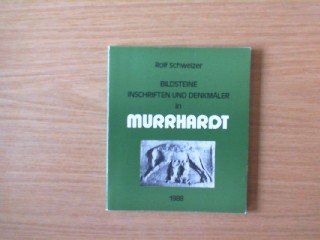 Rolf Schweizer
BILDSTEINE
INSCHRIFTEN UND DENKMÄLER
in
MURRHARDT
1988